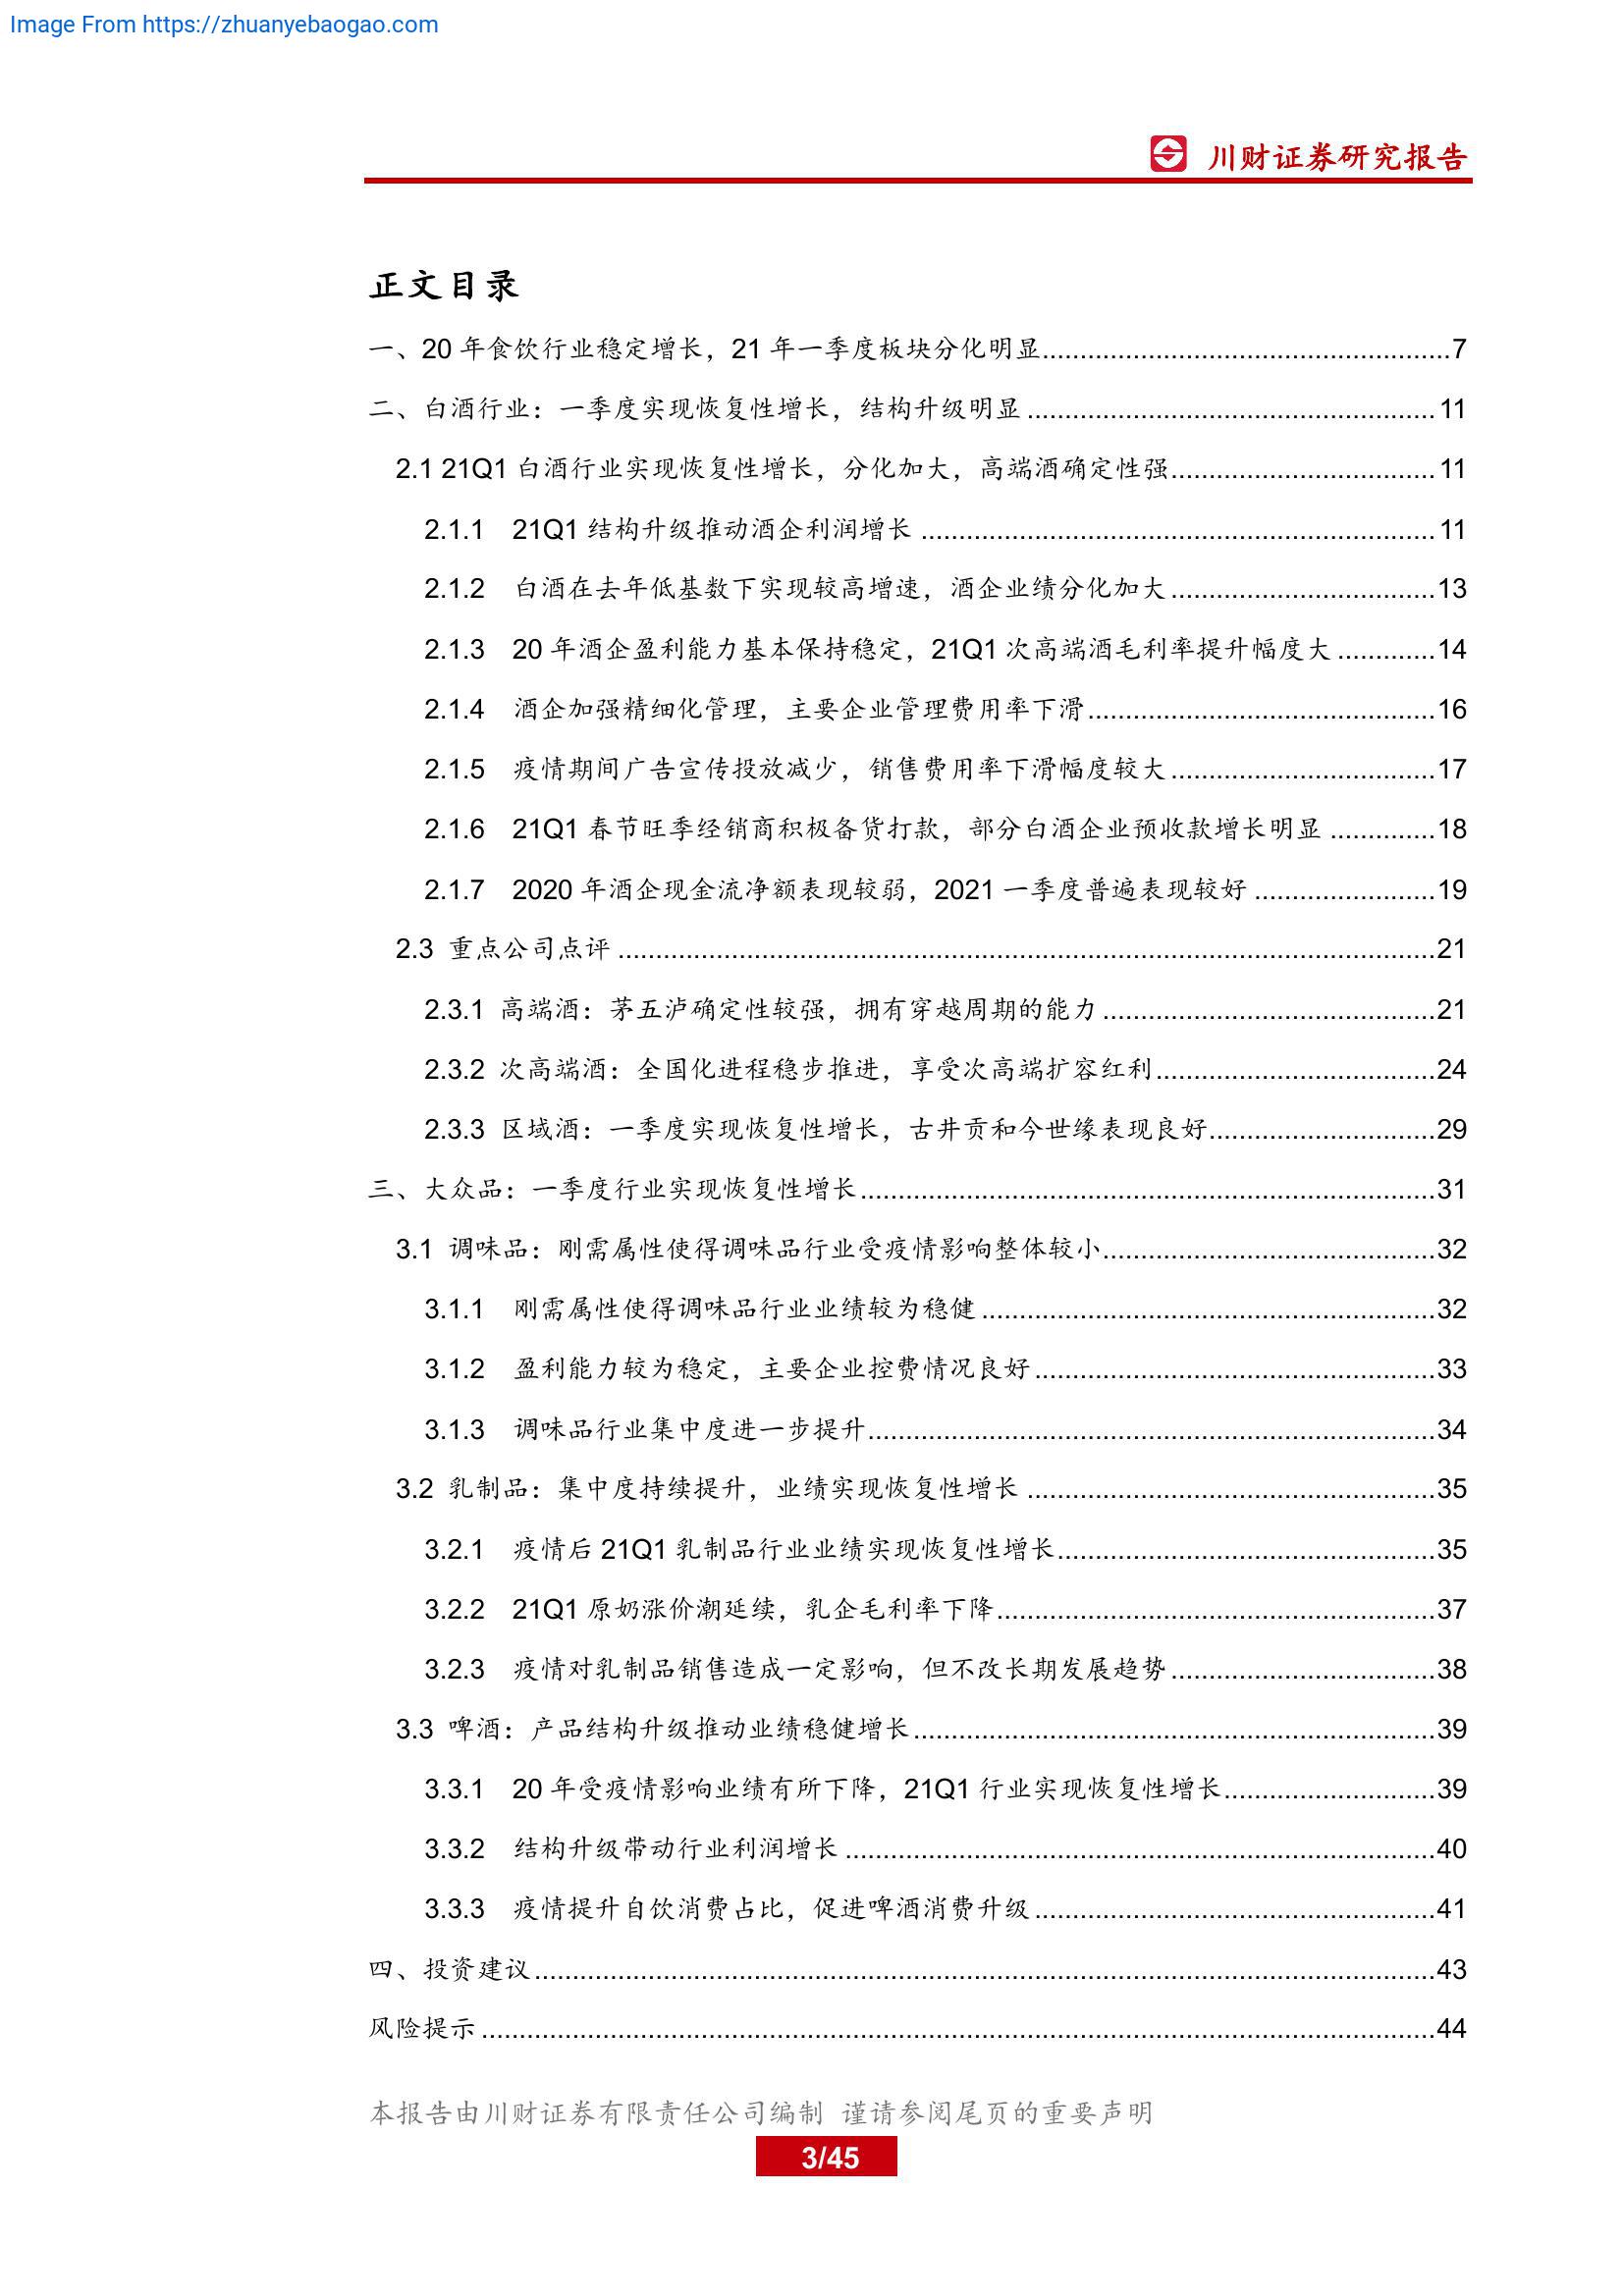 Image From https://zhuanyebaogao.com
川财证券研究报告
正文目录
一、20 年食饮行业稳定增长，21 年一季度板块分化明显......................................................7
二、白酒行业：一季度实现恢复性增长，结构升级明显......................................................11
2.1 21Q1 白酒行业实现恢复性增长，分化加大，高端酒确定性强...................................11
2.1.1 21Q1 结构升级推动酒企利润增长....................................................................11
2.1.2 白酒在去年低基数下实现较高增速，酒企业绩分化加大...................................13
2.1.3 20 年酒企盈利能力基本保持稳定，21Q1 次高端酒毛利率提升幅度大.............14
2.1.4 酒企加强精细化管理，主要企业管理费用率下滑..............................................16
2.1.5 疫情期间广告宣传投放减少，销售费用率下滑幅度较大...................................17
2.1.6 21Q1 春节旺季经销商积极备货打款，部分白酒企业预收款增长明显..............18
2.1.7 2020 年酒企现金流净额表现较弱，2021 一季度普遍表现较好........................19
2.3 重点公司点评............................................................................................................21
2.3.1 高端酒：茅五泸确定性较强，拥有穿越周期的能力............................................21
2.3.2 次高端酒：全国化进程稳步推进，享受次高端扩容红利.....................................24
2.3.3 区域酒：一季度实现恢复性增长，古井贡和今世缘表现良好..............................29
三、大众品：一季度行业实现恢复性增长............................................................................31
3.1 调味品：刚需属性使得调味品行业受疫情影响整体较小............................................32
3.1.1 刚需属性使得调味品行业业绩较为稳健............................................................32
3.1.2 盈利能力较为稳定，主要企业控费情况良好.....................................................33
3.1.3 调味品行业集中度进一步提升...........................................................................34
3.2 乳制品：集中度持续提升，业绩实现恢复性增长......................................................35
3.2.1 疫情后 21Q1 乳制品行业业绩实现恢复性增长..................................................35
3.2.2 21Q1 原奶涨价潮延续，乳企毛利率下降..........................................................37
3.2.3 疫情对乳制品销售造成一定影响，但不改长期发展趋势...................................38
3.3 啤酒：产品结构升级推动业绩稳健增长.....................................................................39
3.3.1 20 年受疫情影响业绩有所下降，21Q1 行业实现恢复性增长............................39
3.3.2 结构升级带动行业利润增长..............................................................................40
3.3.3 疫情提升自饮消费占比，促进啤酒消费升级.....................................................41
四、投资建议.......................................................................................................................43
风险提示..............................................................................................................................44
本报告由川财证券有限责任公司编制 谨请参阅尾页的重要声明
3/45